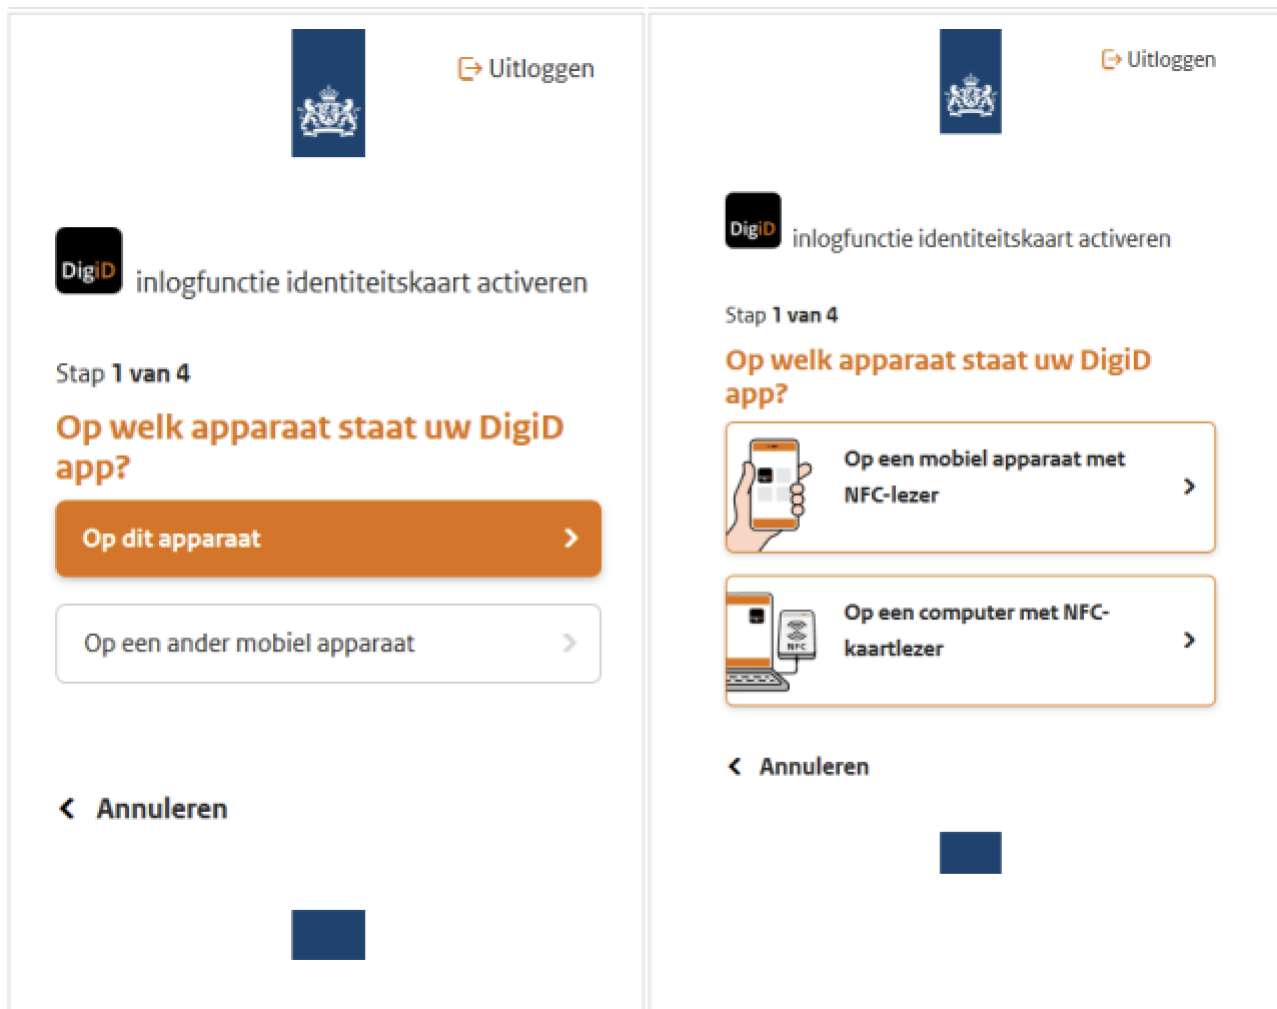 Uitloggen
DigiD
inlogfunctie identiteitskaart activeren
Stap 1 van 4
Op welk apparaat staat uw DigiD
app?
Op dit apparaat
Op een ander mobiel apparaat
Annuleren
Uitloggen
DigiD
inlogfunctie identiteitskaart activeren
Stap 1 van 4
Op welk apparaat staat uw DigiD
app?
Op een mobiel apparaat met
NFC-lezer
Op een computer met NFC-
kaartlezer
NFC
Annuleren